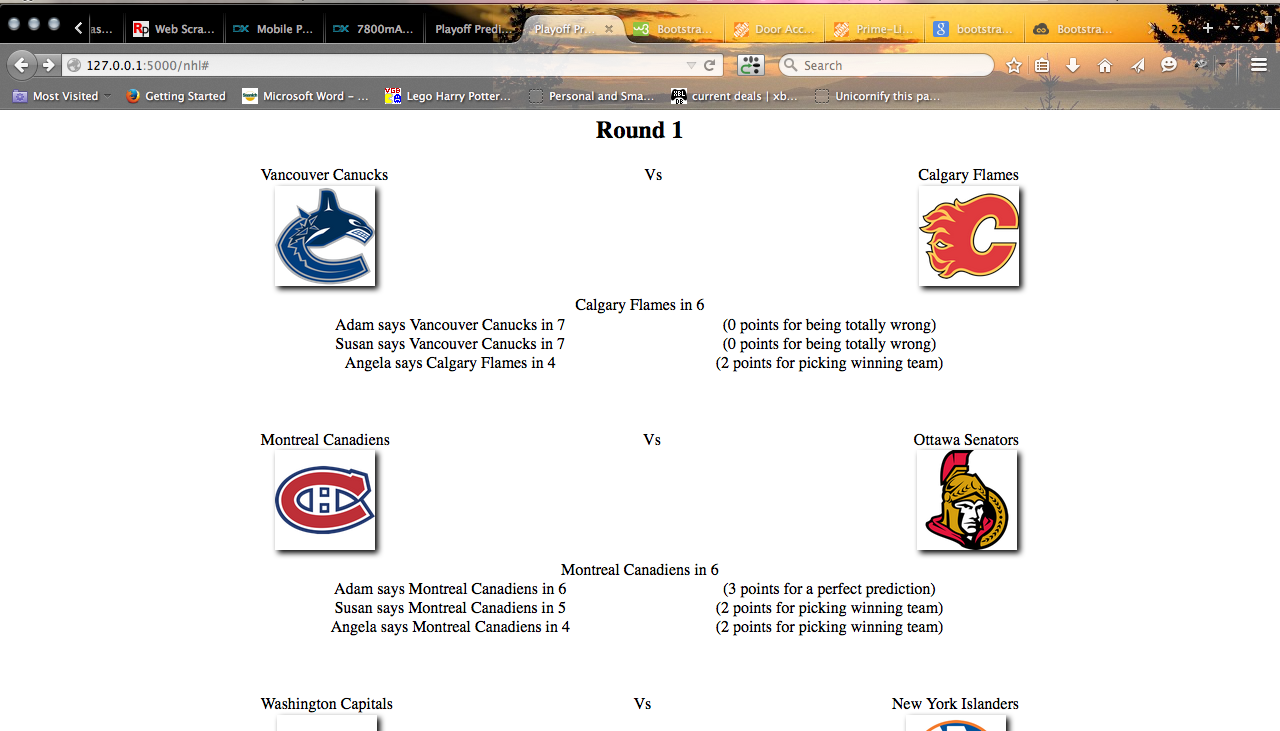 as...
Web Scra...
Mobile P...
7800mA...
Playoff Predi...
Playoff Pr...
Bootstra...
Door Acc...
Prime-Li...
bootstra...
Bootstra...
22
127.0.0.1:5000/nhl#
Search
Most Visited
Getting Started
Microsoft Word – ...
Lego Harry Potter...
Personal and Sma...
current deals | xb...
Unicornify this pa...
Round 1
Vancouver Canucks Vs Calgary Flames
Calgary Flames in 6
Adam says Vancouver Canucks in 7 (0 points for being totally wrong)
Susan says Vancouver Canucks in 7 (0 points for being totally wrong)
Angela says Calgary Flames in 4 (2 points for picking winning team)
Montreal Canadiens Vs Ottawa Senators
Montreal Canadiens in 6
Adam says Montreal Canadiens in 6 (3 points for a perfect prediction)
Susan says Montreal Canadiens in 5 (2 points for picking winning team)
Angela says Montreal Canadiens in 4 (2 points for picking winning team)
Washington Capitals Vs New York Islanders